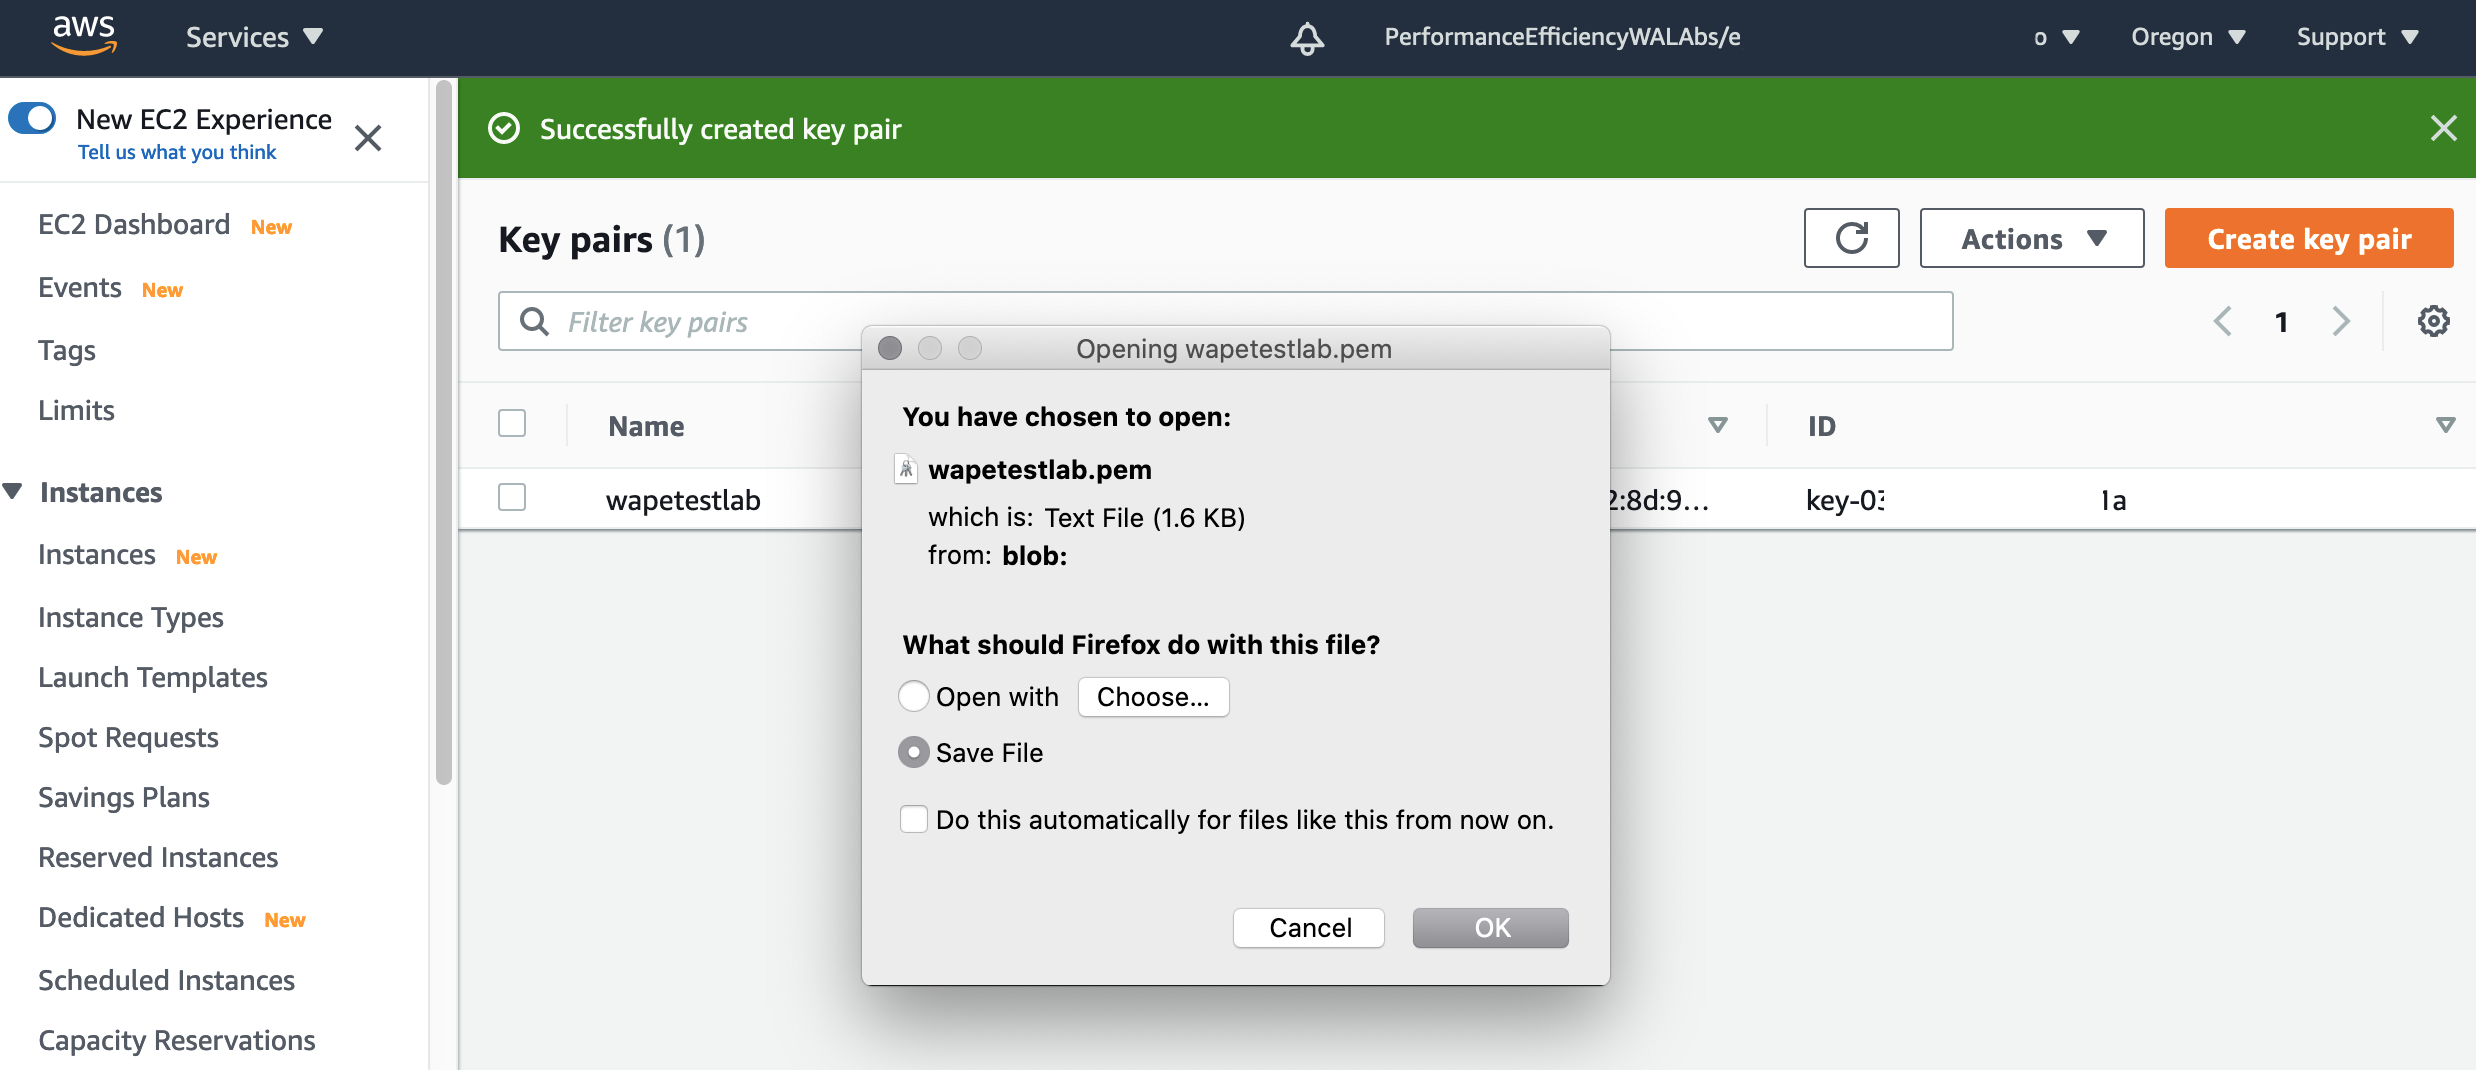 aws
Services
PerformanceEfficiencyWALAbs/e
o
Oregon
Support
New EC2 Experience
Tell us what you think
EC2 Dashboard New
Events New
Tags
Limits
Instances
Instances New
Instance Types
Launch Templates
Spot Requests
Savings Plans
Reserved Instances
Dedicated Hosts New
Scheduled Instances
Capacity Reservations
Successfully created key pair
Key pairs (1)
Actions
Create key pair
Filter key pairs
1
Name
ID
wapetestlab
2:8d:9...
key-03
1a
Opening wapetestlab.pem
You have chosen to open:
wapetestlab.pem
which is: Text File (1.6 KB)
from: blob:
What should Firefox do with this file?
Open with Choose...
Save File
Do this automatically for files like this from now on.
Cancel
OK